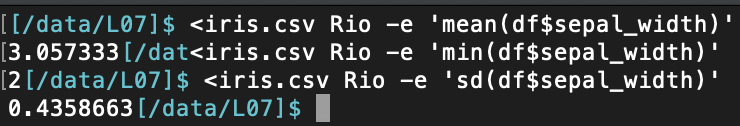 [[/data/L07]$ <iris.csv Rio -e 'mean(df$sepal_width)'
[3.057333[/dat<iris.csv Rio -e 'min(df$sepal_width)'
[2[/data/L07]$ <iris.csv Rio -e 'sd(df$sepal_width)'
0.4358663[/data/L07]$